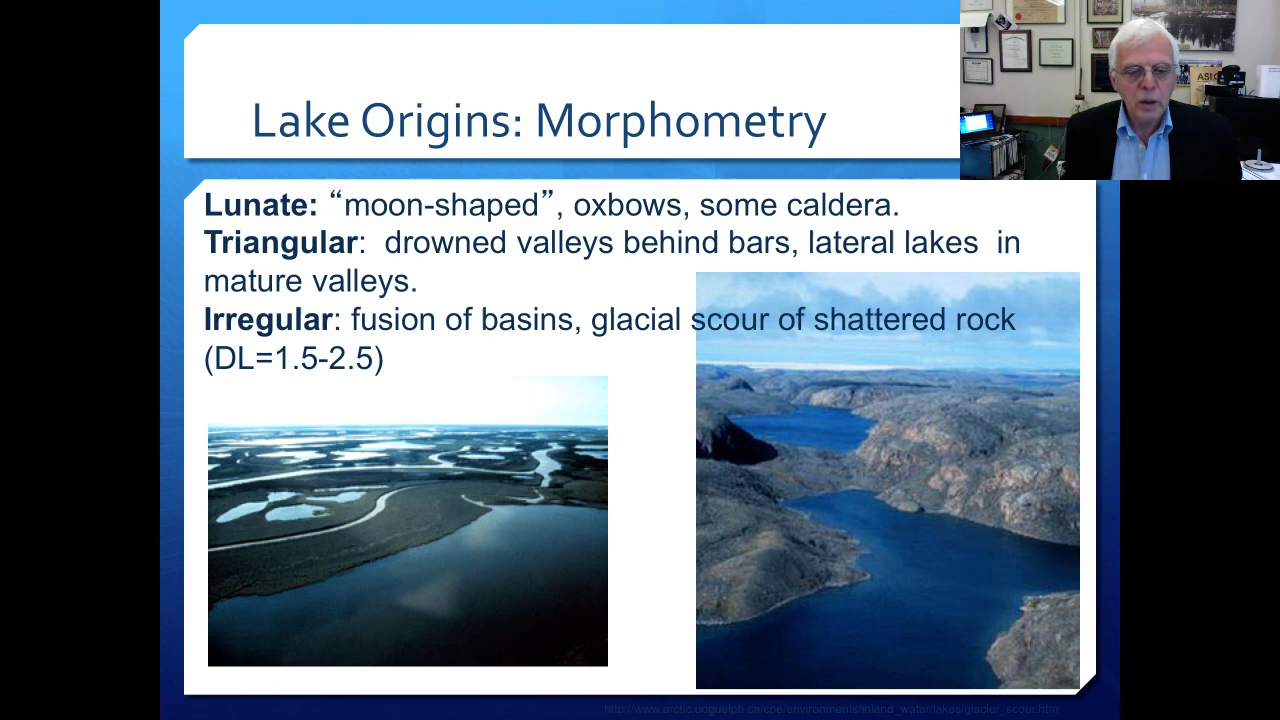 Lake Origins: Morphometry
Lunate: “moon-shaped”, oxbows, some caldera.
Triangular: drowned valleys behind bars, lateral lakes in
mature valleys.
Irregular: fusion of basins, glacial scour of shattered rock
(DL=1.5-2.5)
http://www.arctic.uoguelph.ca/cpe/environments/inland_water/lakes/glacier_scour.htm